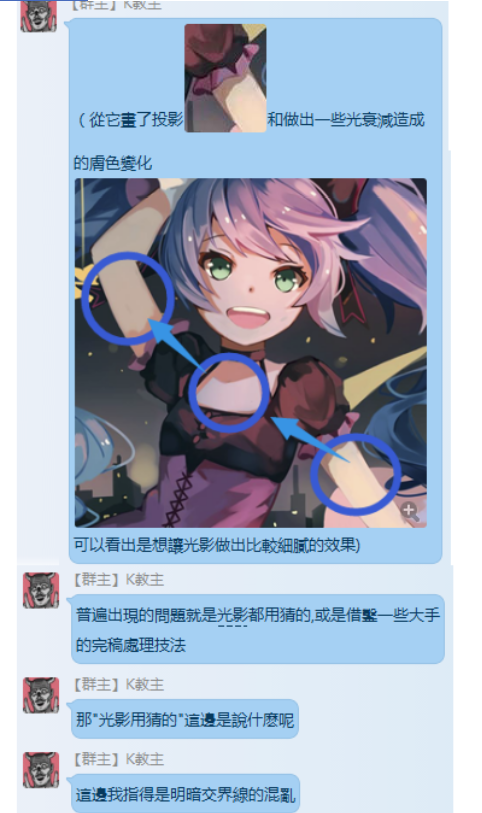 【群主】K教主
(從它畫了投影和做出一些光衰減造成
的膚色變化
可以看出是想讓光影做出比較細膩的效果)
【群主】K教主
普遍出現的問題就是光影都用猜的,或是借鑿一些大手
的完稿處理技法
【群主】K教主
那"光影用猜的"這邊是說什麼呢
【群主】K教主
這邊我指得是明暗交界線的混亂